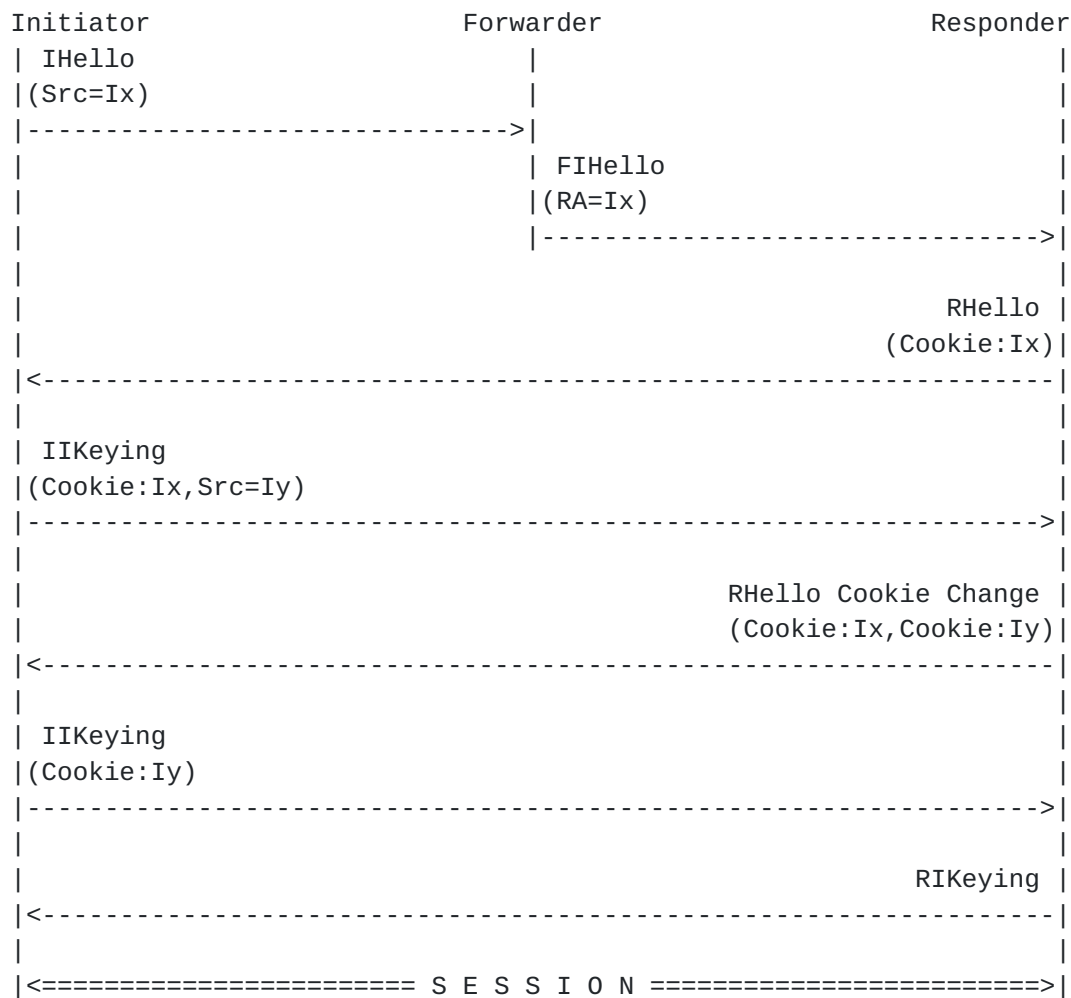 Initiator Forwarder Responder
IHello
(Src=Ix)
FIHello
(RA=Ix)
RHello
(Cookie:Ix)
IIKeying
(Cookie:Ix,Src=Iy)
RHello Cookie Change
(Cookie:Ix,Cookie:Iy)
IIKeying
(Cookie:Iy)
RIKeying
S E S S I O N